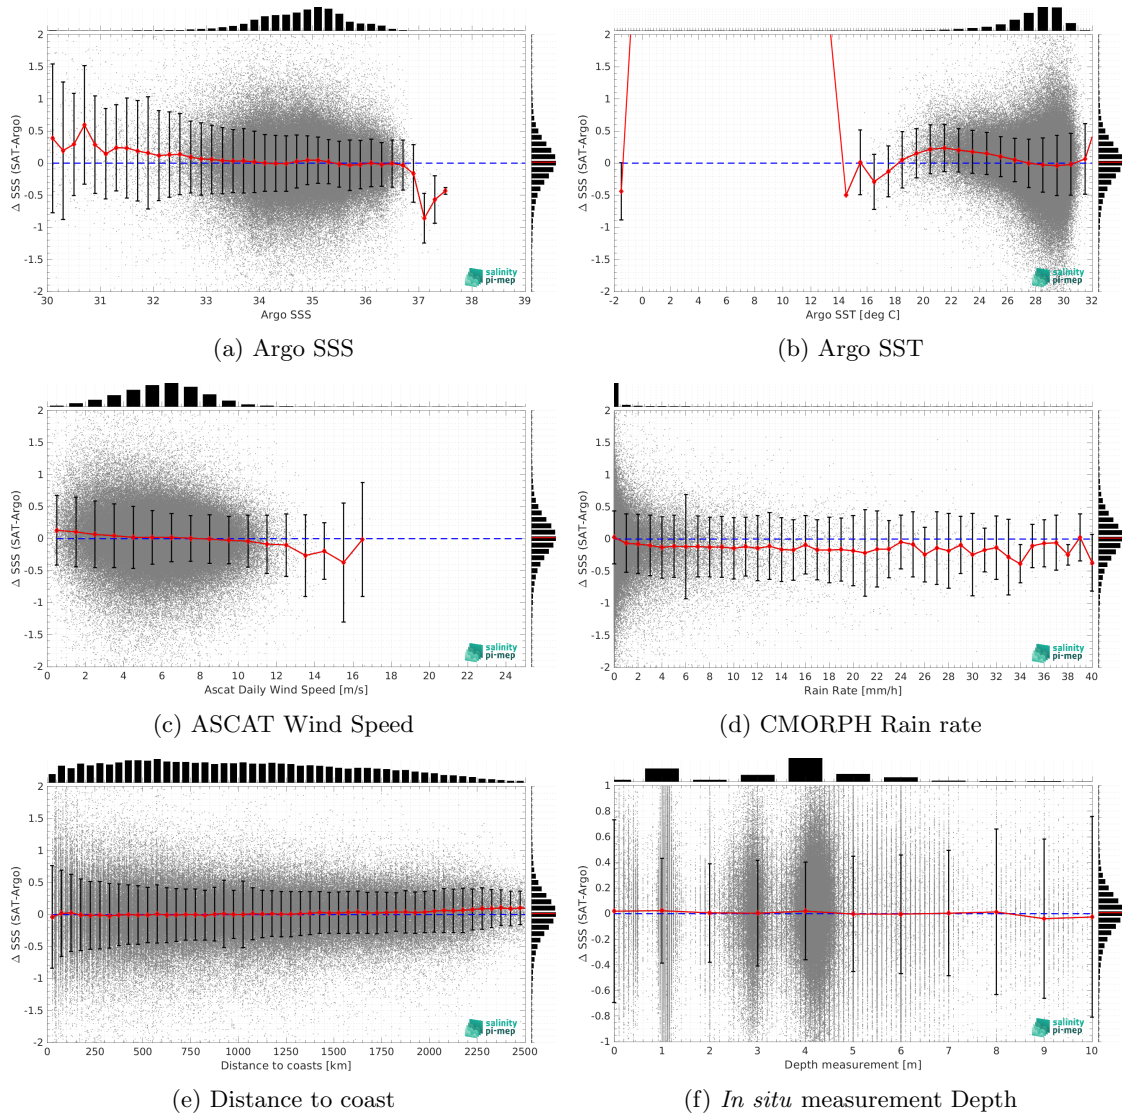 2
1.5
1
0.5
0
-0.5
-1
-1.5
-2
Δ SSS (SAT-Argo)
30 31 32 33 34 35 36 37 38 39
Argo SSS
salinity
pi-mep
(a) Argo SSS
2
1.5
1
0.5
0
-0.5
-1
-1.5
-2
Δ SSS (SAT-Argo)
-2 0 2 4 6 8 10 12 14 16 18 20 22 24 26 28 30 32
Argo SST [deg C]
salinity
pi-mep
(b) Argo SST
2
1.5
1
0.5
0
-0.5
-1
-1.5
-2
Δ SSS (SAT-Argo)
0 2 4 6 8 10 12 14 16 18 20 22 24
Ascat Daily Wind Speed [m/s]
salinity
pi-mep
(c) ASCAT Wind Speed
2
1.5
1
0.5
0
-0.5
-1
-1.5
-2
Δ SSS (SAT-Argo)
0 2 4 6 8 10 12 14 16 18 20 22 24 26 28 30 32 34 36 38 40
Rain Rate [mm/h]
salinity
pi-mep
(d) CMORPH Rain rate
2
1.5
1
0.5
0
-0.5
-1
-1.5
-2
Δ SSS (SAT-Argo)
0 250 500 750 1000 1250 1500 1750 2000 2250 2500
Distance to coasts [km]
salinity
pi-mep
(e) Distance to coast
1
0.8
0.6
0.4
0.2
0
-0.2
-0.4
-0.6
-0.8
-1
Δ SSS (SAT-Argo)
0 1 2 3 4 5 6 7 8 9 10
Depth measurement [m]
salinity
pi-mep
(f) In situ measurement Depth